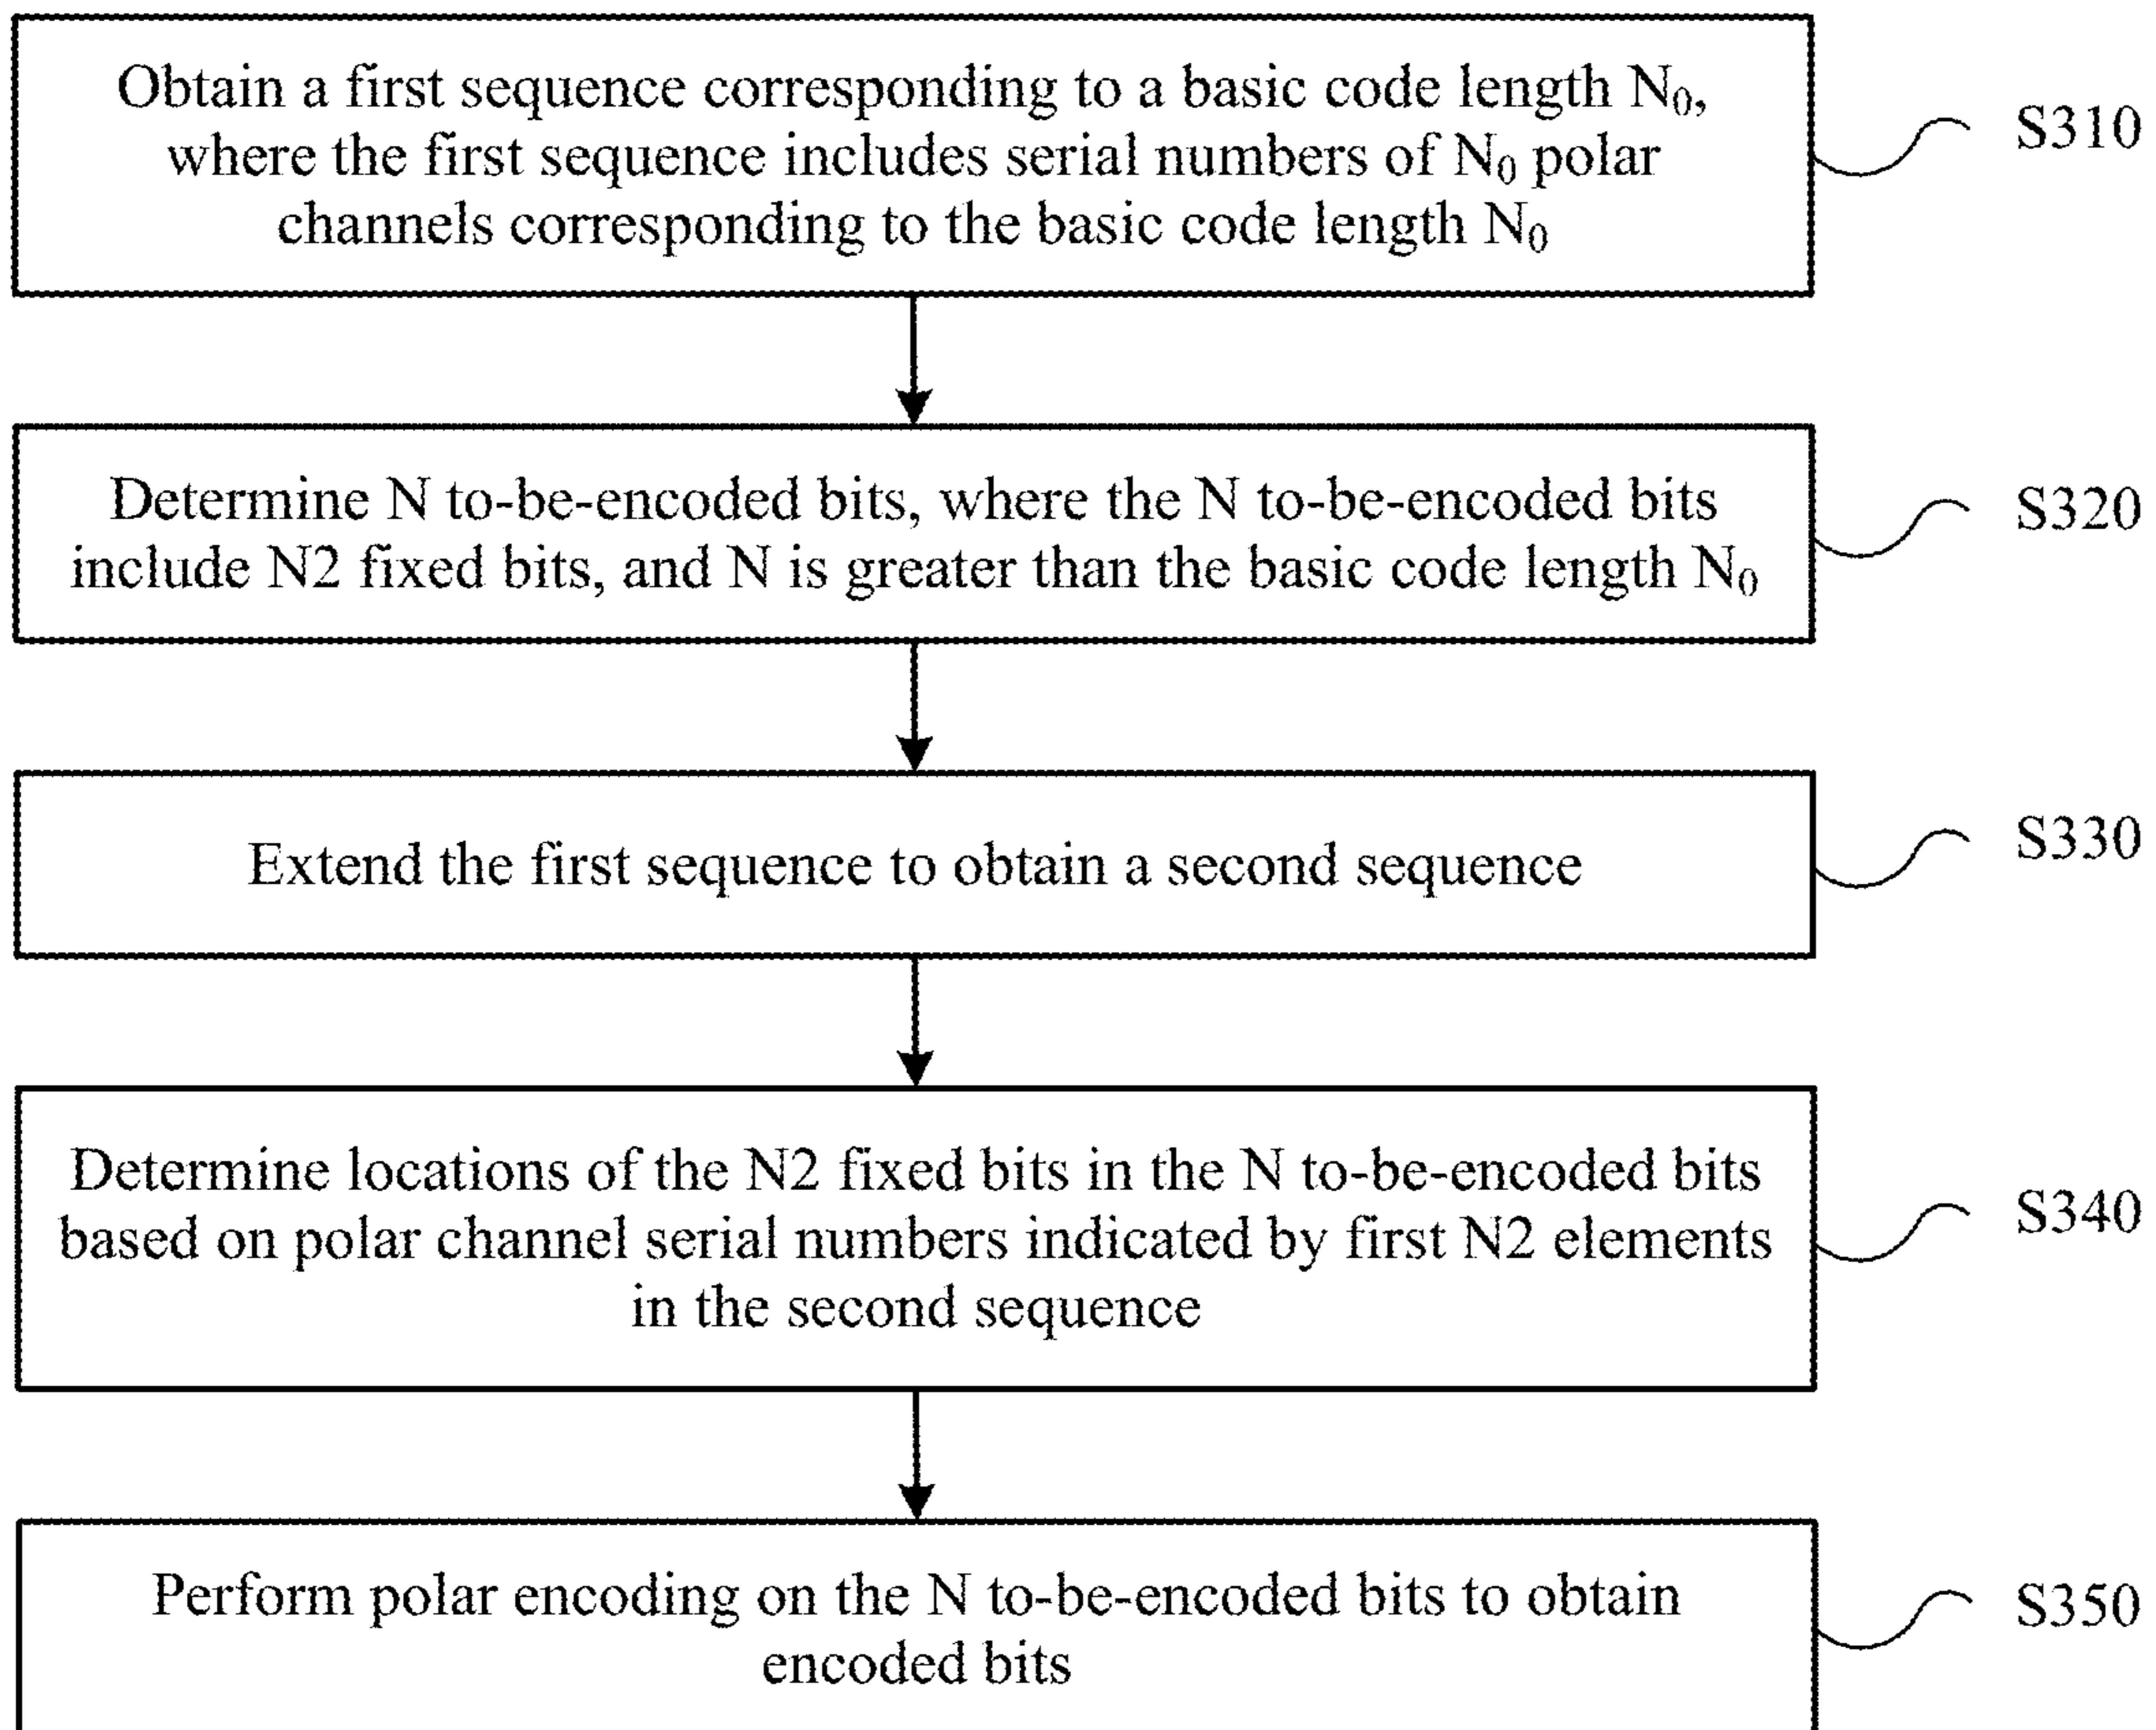 Obtain a first sequence corresponding to a basic code length N₀,
where the first sequence includes serial numbers of N₀ polar
channels corresponding to the basic code length N₀
S310
Determine N to-be-encoded bits, where the N to-be-encoded bits
include N2 fixed bits, and N is greater than the basic code length N₀
S320
Extend the first sequence to obtain a second sequence
S330
Determine locations of the N2 fixed bits in the N to-be-encoded bits
based on polar channel serial numbers indicated by first N2 elements
in the second sequence
S340
Perform polar encoding on the N to-be-encoded bits to obtain
encoded bits
S350